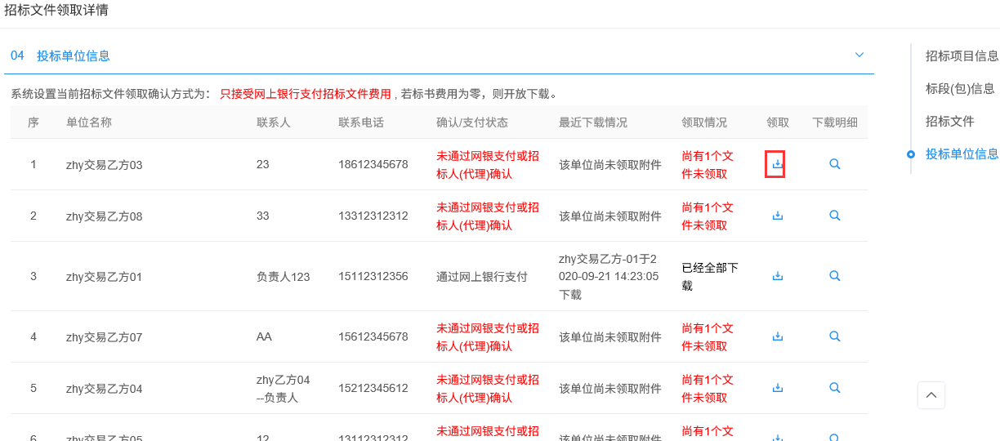 招标文件领取详情
04 投标单位信息
招标项目信息
标段(包)信息
招标文件
投标单位信息
系统设置当前招标文件领取确认方式为: 只接受网上银行支付招标文件费用 , 若标书费用为零，则开放下载。
序 单位名称 联系人 联系电话 确认/支付状态 最近下载情况 领取情况 领取 下载明细
1 zhy交易乙方03 23 18612345678 未通过网银支付或招 该单位尚未领取附件 尚有1个文
标人(代理)确认 件未领取
2 zhy交易乙方08 33 13312312312 未通过网银支付或招 该单位尚未领取附件 尚有1个文
标人(代理)确认 件未领取
3 zhy交易乙方01 负责人123 15112312356 通过网上银行支付 zhy交易乙方-01于2 已经全部下
020-09-21 14:23:05 载
下载
4 zhy交易乙方07 AA 15612345678 未通过网银支付或招 该单位尚未领取附件 尚有1个文
标人(代理)确认 件未领取
5 zhy交易乙方04 zhy乙方04 15212345612 未通过网银支付或招 该单位尚未领取附件 尚有1个文
--负责人 标人(代理)确认 件未领取
6 zhy交易乙方05 12 13112312312 未通过网银支付或招 该单位尚未领取附件 尚有1个文